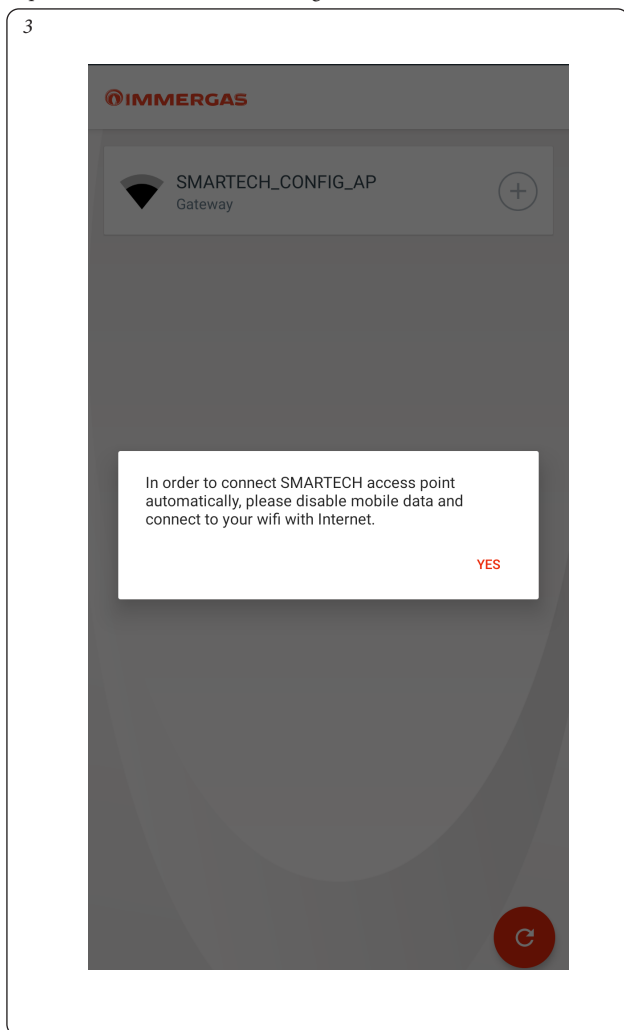 3
IMMERGAS
SMARTECH_CONFIG_AP
Gateway
In order to connect SMARTECH access point
automatically, please disable mobile data and
connect to your wifi with Internet.
YES